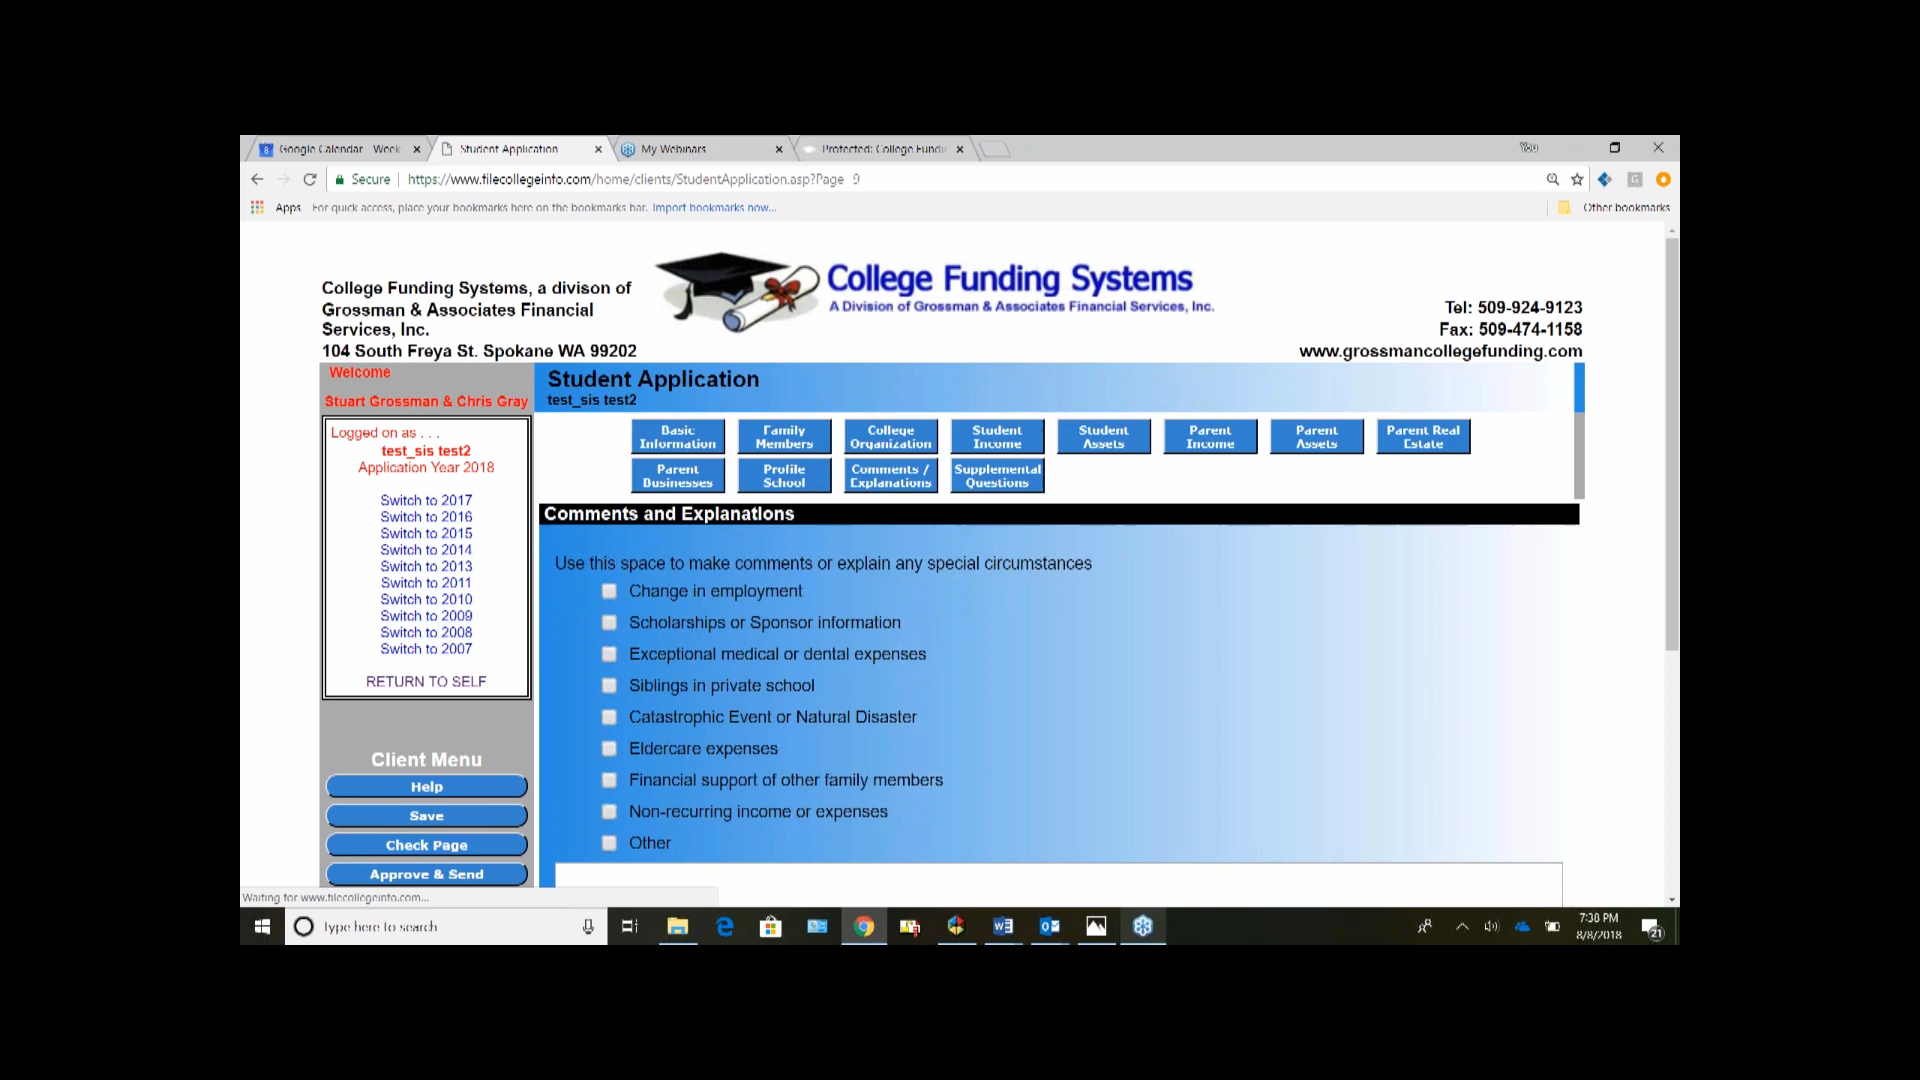 Google Calendar Week
Student Application
My Webinars
Protected: College Fundi
You
Secure
https://www.filecollegeinfo.com/home/clients/StudentApplication.asp?Page 9
Apps
For quick access, place your bookmarks here on the bookmarks bar. Import bookmarks now...
Other bookmarks
College Funding Systems, a divison of
Grossman & Associates Financial
Services, Inc.
104 South Freya St. Spokane WA 99202
College Funding Systems
A Division of Grossman & Associates Financial Services, Inc.
Tel: 509-924-9123
Fax: 509-474-1158
www.grossmancollegefunding.com
Welcome
Stuart Grossman & Chris Gray
Logged on as . . .
test_sis test2
Application Year 2018
Switch to 2017
Switch to 2016
Switch to 2015
Switch to 2014
Switch to 2013
Switch to 2011
Switch to 2010
Switch to 2009
Switch to 2008
Switch to 2007
RETURN TO SELF
Client Menu
Help
Save
Check Page
Approve & Send
Student Application
test_sis test2
Basic Information
Family Members
College Organization
Student Income
Student Assets
Parent Income
Parent Assets
Parent Real Estate
Parent Businesses
Profile School
Comments / Explanations
Supplemental Questions
Comments and Explanations
Use this space to make comments or explain any special circumstances
Change in employment
Scholarships or Sponsor information
Exceptional medical or dental expenses
Siblings in private school
Catastrophic Event or Natural Disaster
Eldercare expenses
Financial support of other family members
Non-recurring income or expenses
Other
Waiting for www.filecollegeinfo.com...
Type here to search
7:38 PM
8/8/2018
21